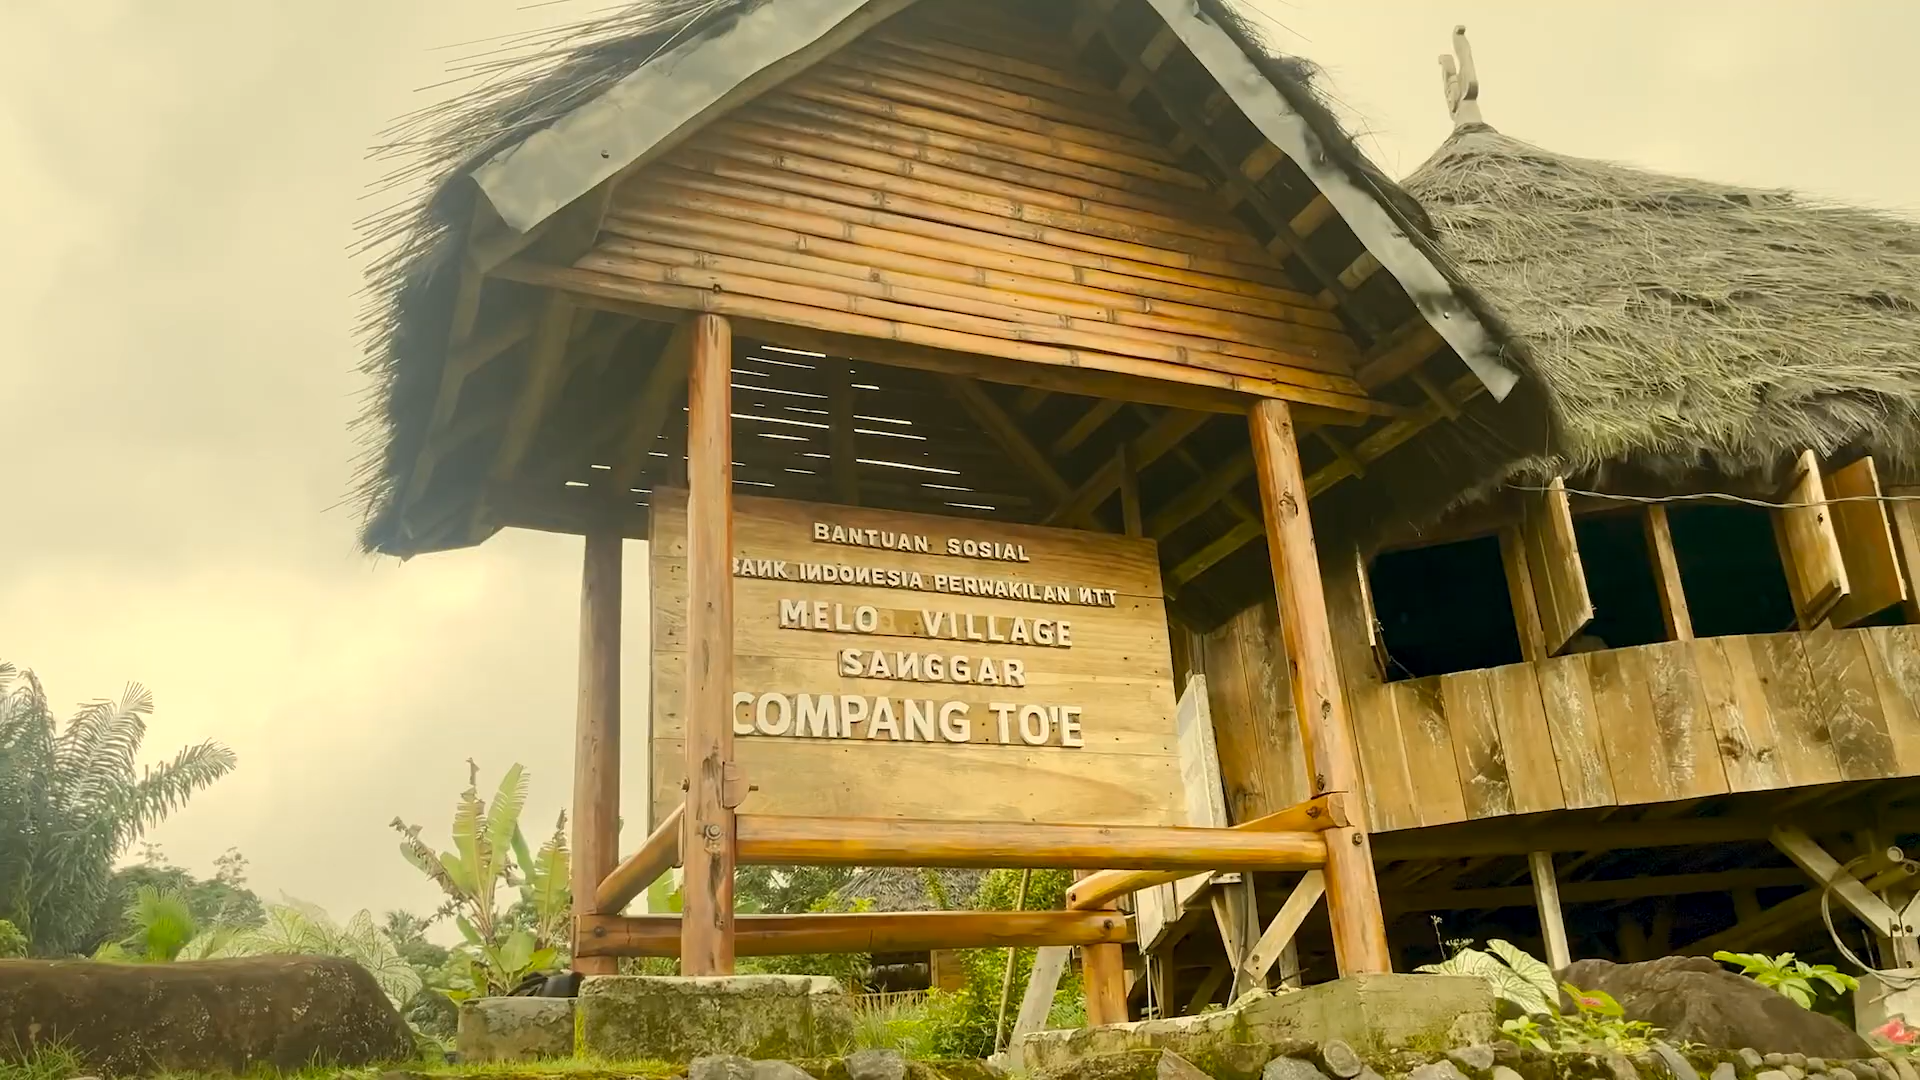 BANTUAN SOSIAL
BANK INDONESIA PERWAKILAN NTT
MELO VILLAGE
SANGGAR
COMPANG TO'E